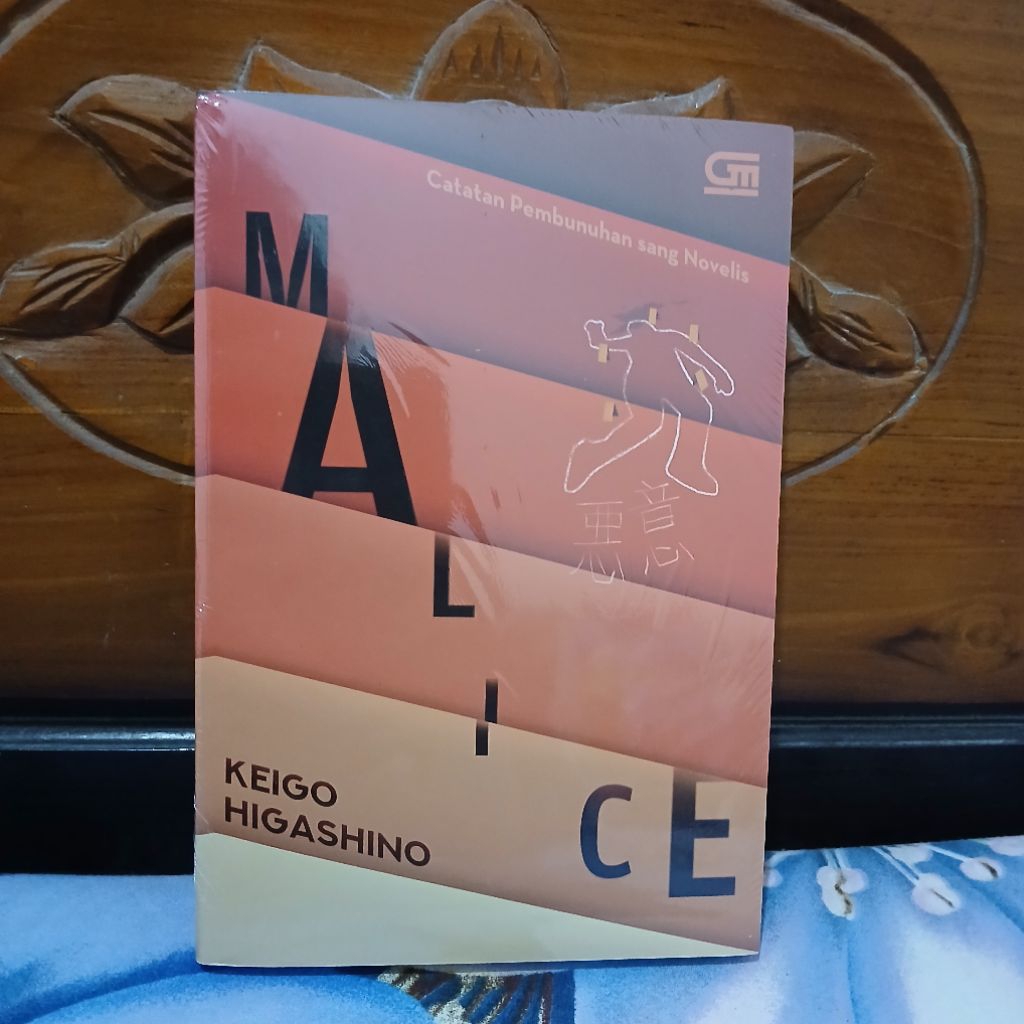 GM
Catatan Pembunuhan sang Novelis
MALICE
悪意
KEIGO
HIGASHINO